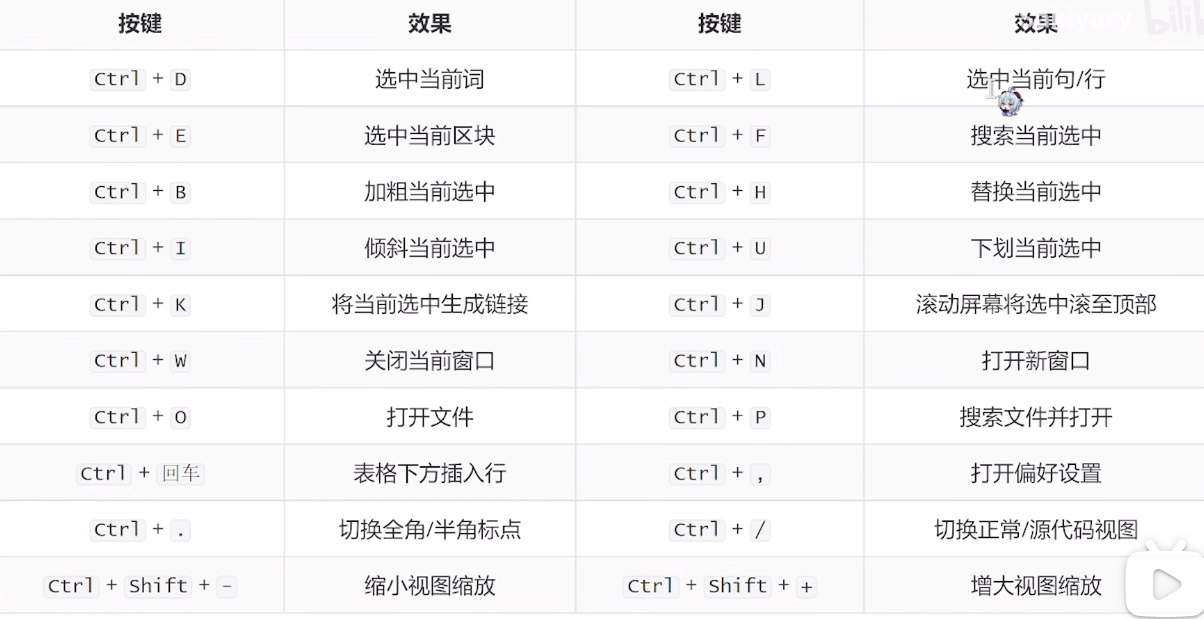 按键 效果 按键 效果
Ctrl + D 选中当前词 Ctrl + L 选中当前句/行
Ctrl + E 选中当前区块 Ctrl + F 搜索当前选中
Ctrl + B 加粗当前选中 Ctrl + H 替换当前选中
Ctrl + I 倾斜当前选中 Ctrl + U 下划当前选中
Ctrl + K 将当前选中生成链接 Ctrl + J 滚动屏幕将选中滚至顶部
Ctrl + W 关闭当前窗口 Ctrl + N 打开新窗口
Ctrl + O 打开文件 Ctrl + P 搜索文件并打开
Ctrl + 回车 表格下方插入行 Ctrl + , 打开偏好设置
Ctrl + . 切换全角/半角标点 Ctrl + / 切换正常/源代码视图
Ctrl + Shift + - 缩小视图缩放 Ctrl + Shift + + 增大视图缩放